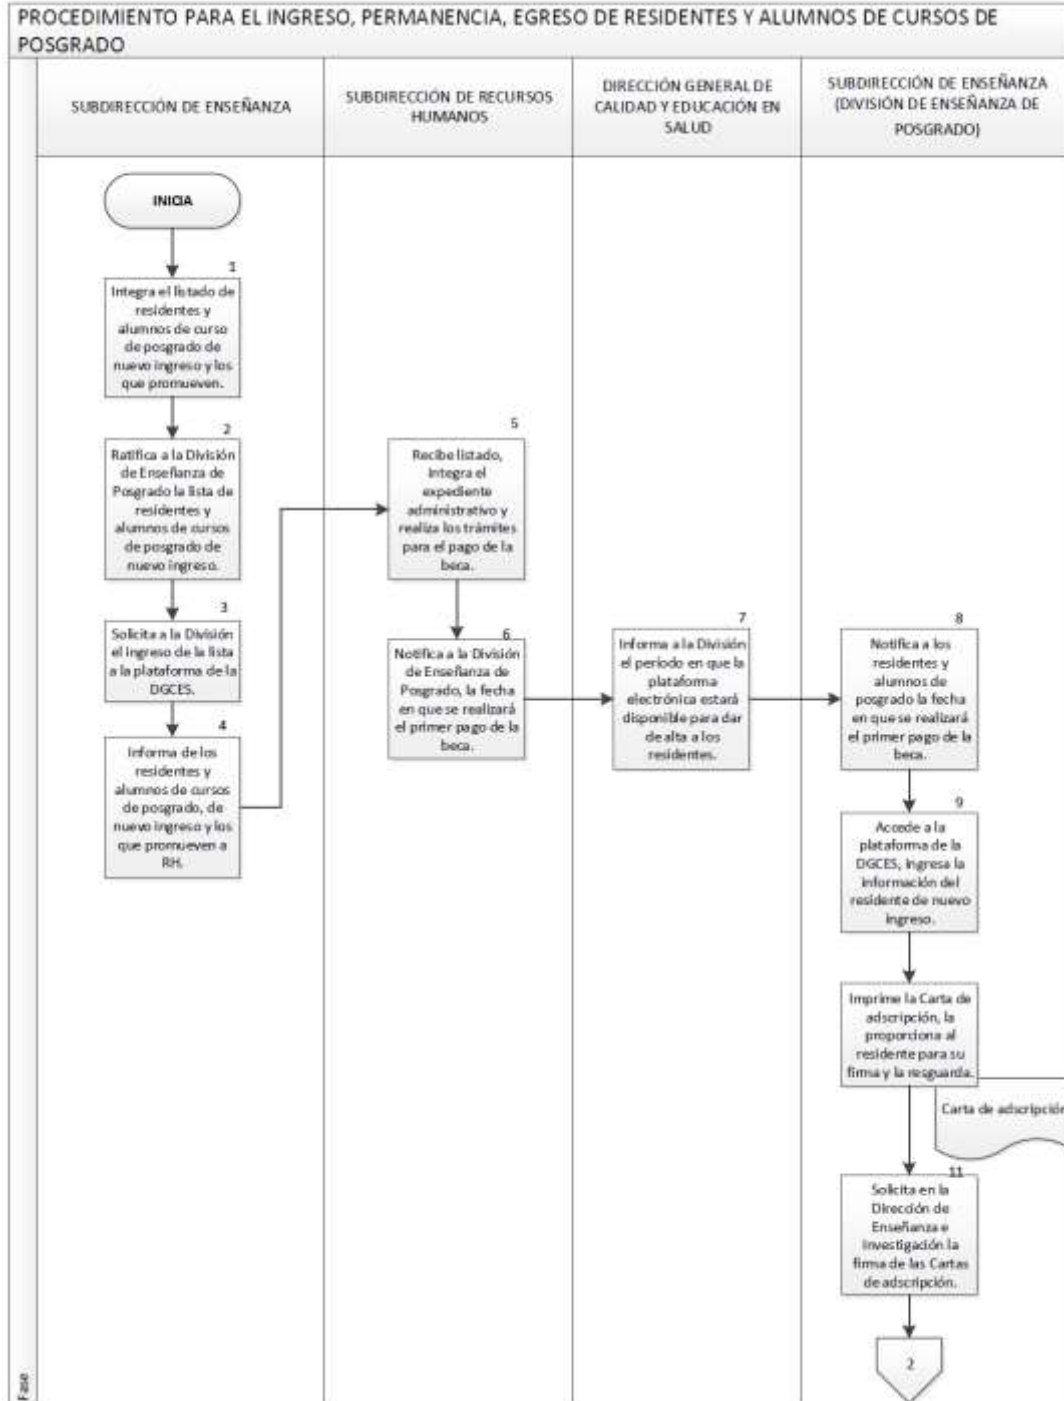 PROCEDIMIENTO PARA EL INGRESO, PERMANENCIA, EGRESO DE RESIDENTES Y ALUMNOS DE CURSOS DE
POSGRADO
SUBDIRECCIÓN DE ENSEÑANZA
SUBDIRECCIÓN DE RECURSOS
HUMANOS
DIRECCIÓN GENERAL DE
CALIDAD Y EDUCACIÓN EN
SALUD
SUBDIRECCIÓN DE ENSEÑANZA
(DIVISIÓN DE ENSEÑANZA DE
POSGRADO)
INICIA
1
Integra el listado de
residentes y
alumnos de curso
de posgrado de
nuevo ingreso y los
que promueven.
2
Ratifica a la División
de Enseñanza de
Posgrado la lista de
residentes y
alumnos de cursos
de posgrado de
nuevo ingreso.
3
Solicita a la División
el ingreso de la lista
a la plataforma de la
DGCES.
4
Informa de los
residentes y
alumnos de cursos
de posgrado, de
nuevo ingreso y los
que promueven a
RH.
5
Recibe listado,
Integra el
expediente
administrativo y
realiza los trámites
para el pago de la
beca.
6
Notifica a la División
de Enseñanza de
Posgrado, la fecha
en que se realizará
el primer pago de la
beca.
7
Informa a la División
el período en que la
plataforma
electrónica estará
disponible para dar
de alta a los
residentes.
8
Notifica a los
residentes y
alumnos de
posgrado la fecha
en que se realizará
el primer pago de la
beca.
9
Accede a la
plataforma de la
DGCES, ingresa la
información del
residente de nuevo
ingreso.
Imprime la Carta de
adscripción, la
proporciona al
residente para su
firma y la resguarda.
Carta de adscripción
11
Solicita en la
Dirección de
Enseñanza e
Investigación la
firma de las Cartas
de adscripción.
2
Fase